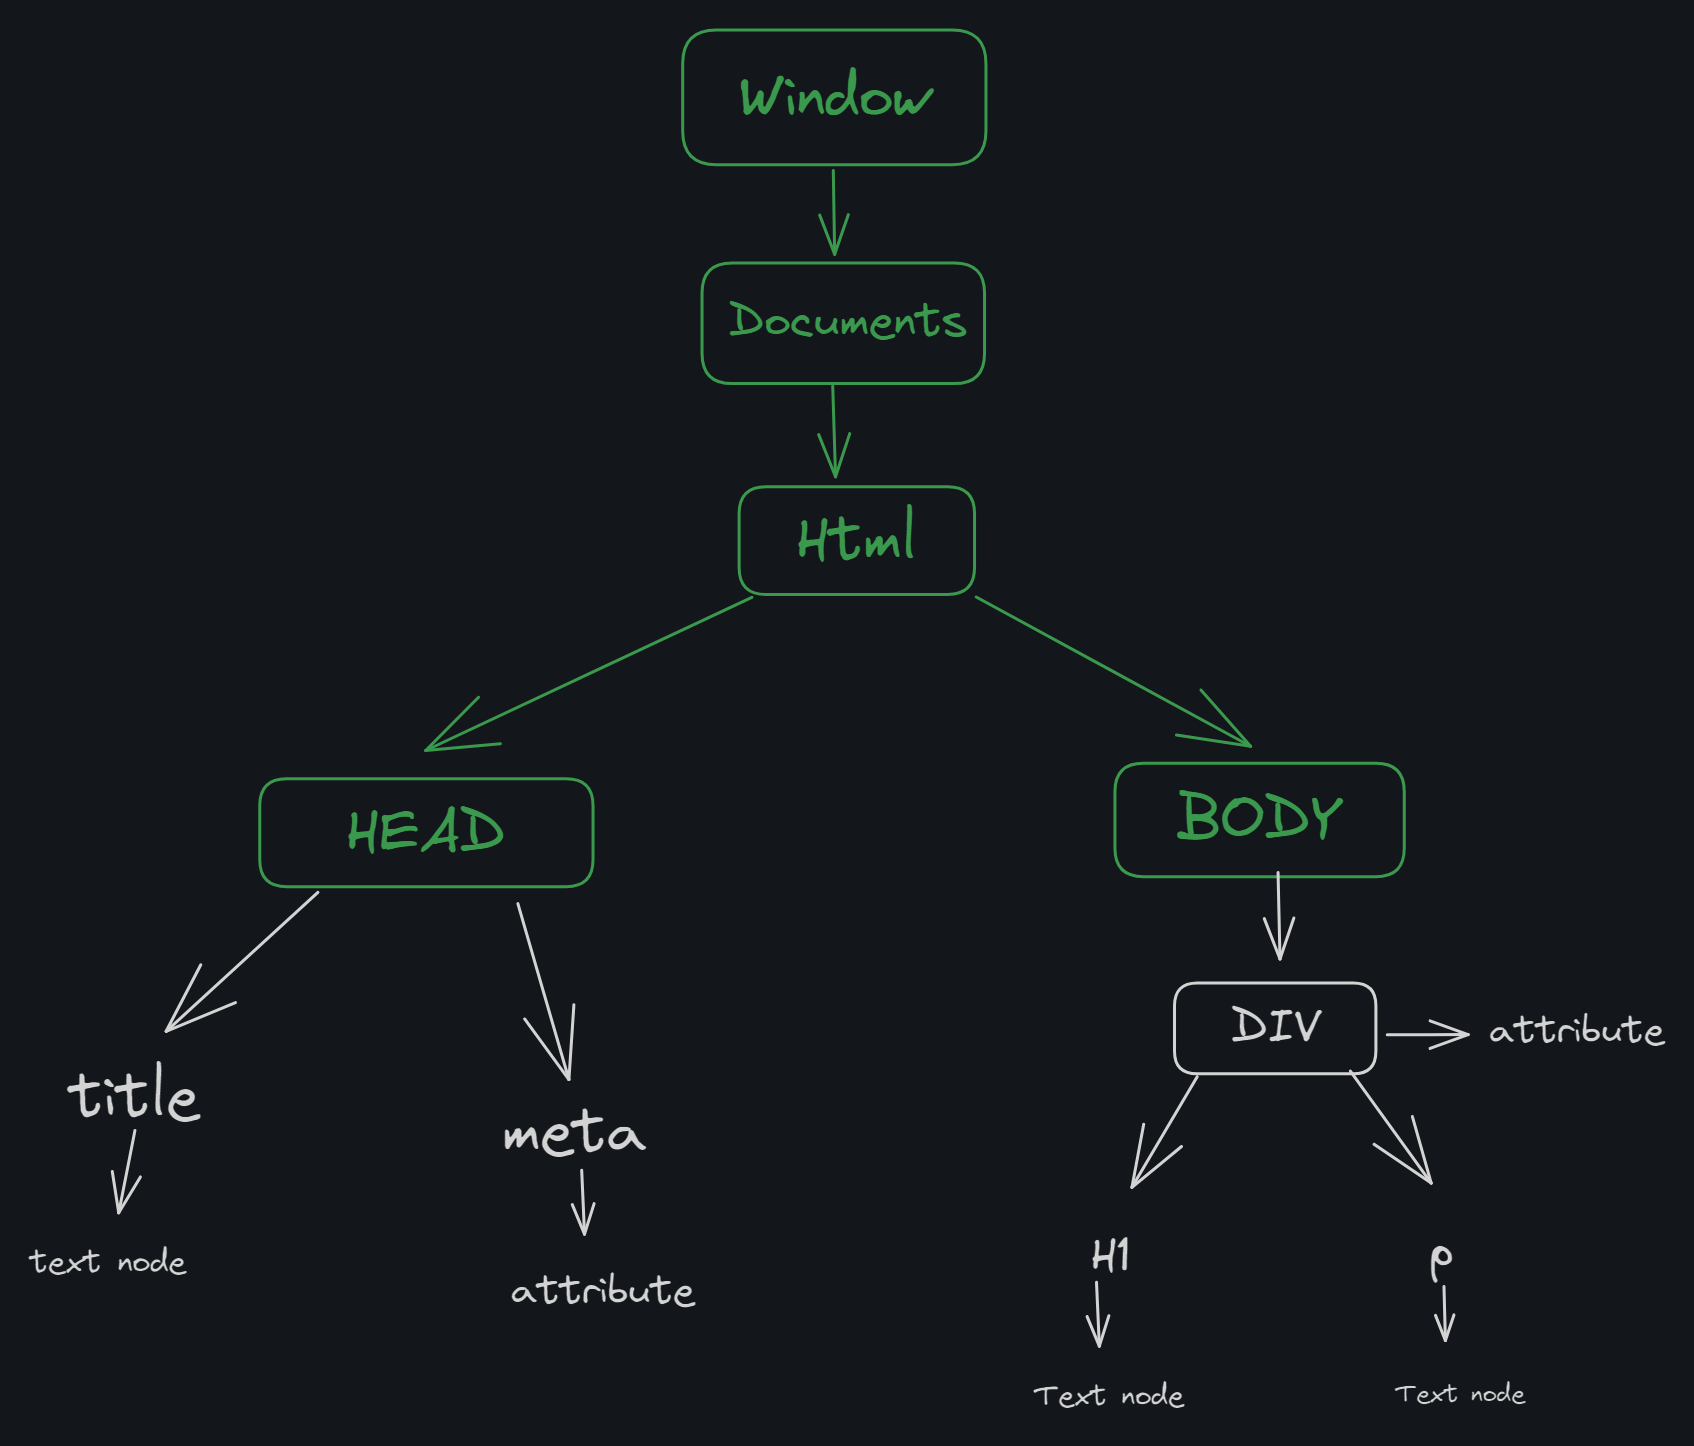 Window
Documents
Html
HEAD
BODY
DIV
attribute
title
meta
text node
attribute
H1
p
Text node
Text node